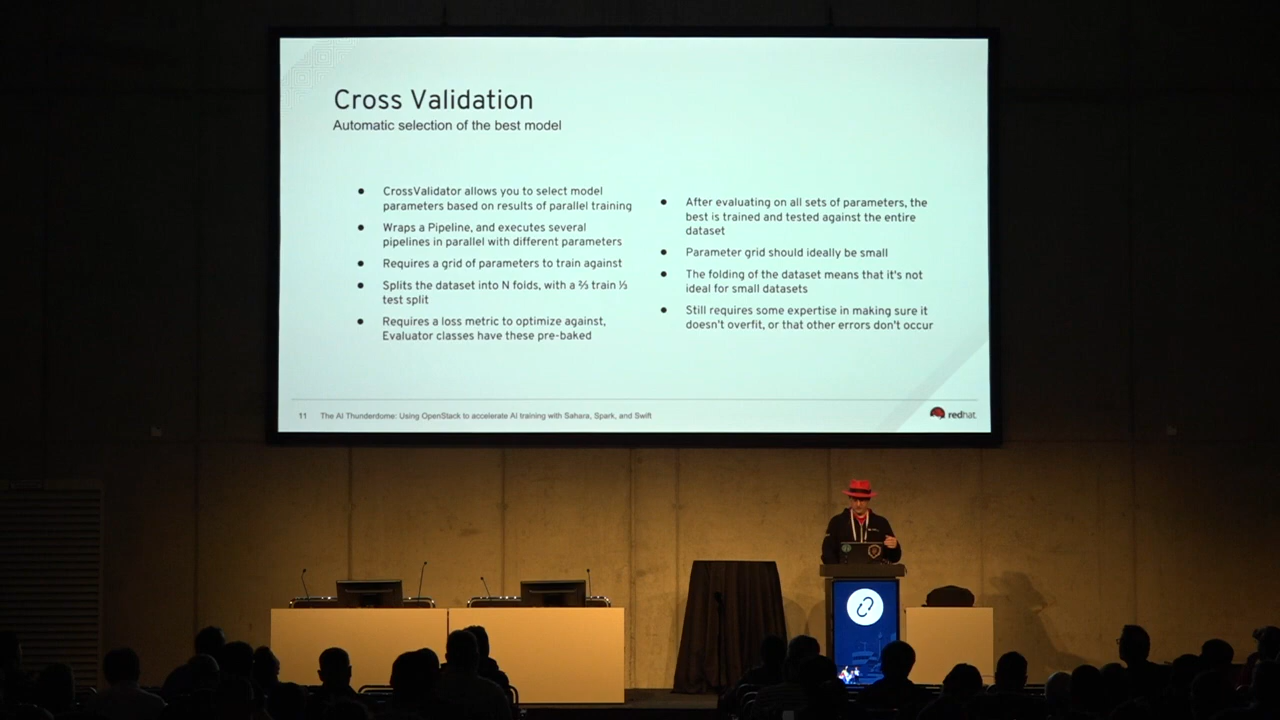 Cross Validation
Automatic selection of the best model
● CrossValidator allows you to select model
parameters based on results of parallel training
● Wraps a Pipeline, and executes several
pipelines in parallel with different parameters
● Requires a grid of parameters to train against
● Splits the dataset into N folds, with a ⅔ train ⅓
test split
● Requires a loss metric to optimize against,
Evaluator classes have these pre-baked
● After evaluating on all sets of parameters, the
best is trained and tested against the entire
dataset
● Parameter grid should ideally be small
● The folding of the dataset means that it's not
ideal for small datasets
● Still requires some expertise in making sure it
doesn't overfit, or that other errors don't occur
11 The AI Thunderdome: Using OpenStack to accelerate AI training with Sahara, Spark, and Swift
redhat